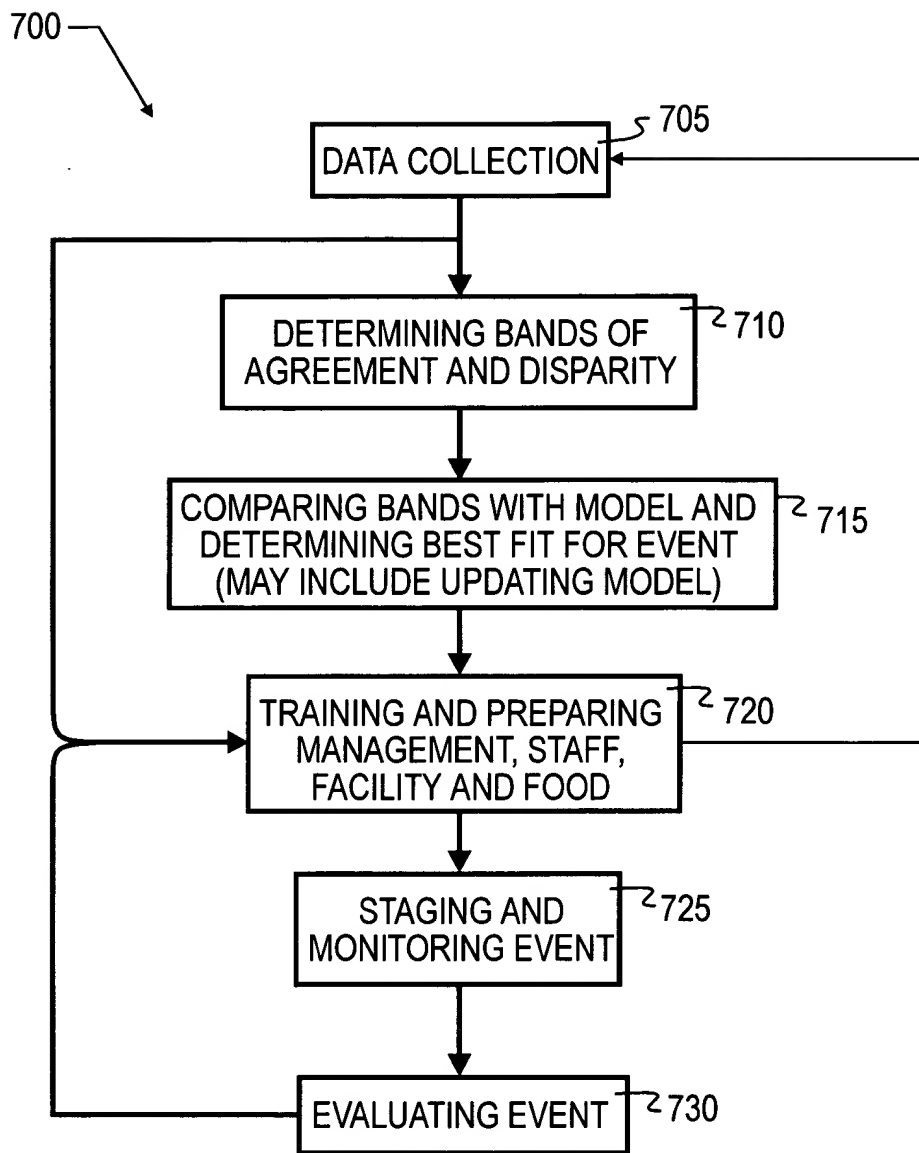 700
705
DATA COLLECTION
DETERMINING BANDS OF
AGREEMENT AND DISPARITY
710
COMPARING BANDS WITH MODEL AND
DETERMINING BEST FIT FOR EVENT
(MAY INCLUDE UPDATING MODEL)
715
TRAINING AND PREPARING
MANAGEMENT, STAFF,
FACILITY AND FOOD
720
STAGING AND
MONITORING EVENT
725
EVALUATING EVENT
730